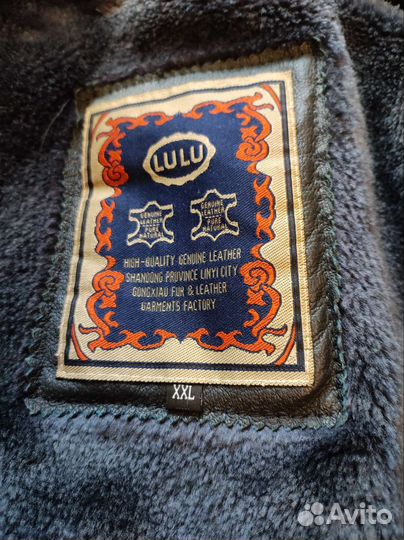 LULU
GENUINE
LEATHER
PURE
NATURAL
GENUINE
LEATHER
PURE
NATURAL
HIGH-QUALITY GENUINE LEATHER
SHANDONG PROVINCE LINYI CITY
GONGXIAU FUR & LEATHER
GARMENTS FACTORY
XXL
Avito